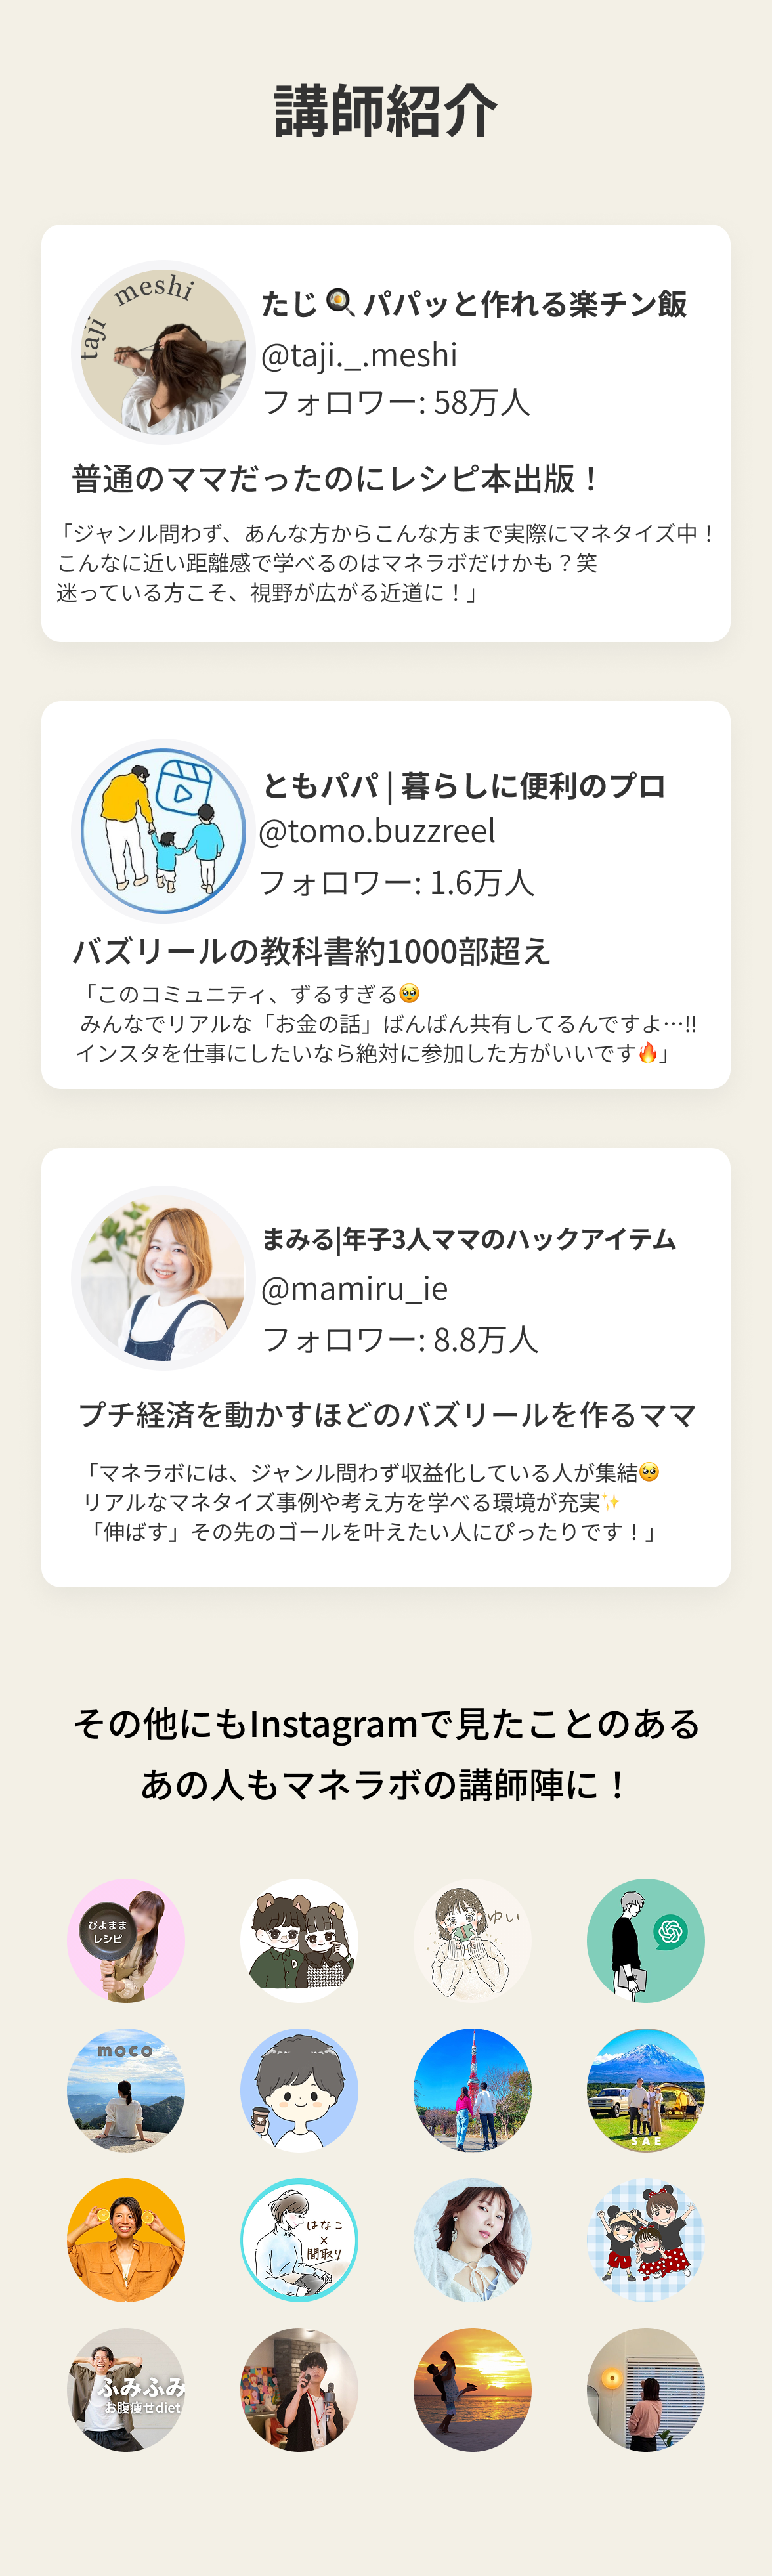 講師紹介
taji meshi
たじ🍳パパッと作れる楽チン飯
@taji._.meshi
フォロワー: 58万人
普通のママだったのにレシピ本出版！
「ジャンル問わず、あんな方からこんな方まで実際にマネタイズ中！
こんなに近い距離感で学べるのはマネラボだけかも？笑
迷っている方こそ、視野が広がる近道に！」
ともパパ | 暮らしに便利のプロ
@tomo.buzzreel
フォロワー: 1.6万人
バズリールの教科書約1000部超え
「このコミュニティ、ずるすぎる🥹
みんなでリアルな「お金の話」ばんばん共有してるんですよ…!!
インスタを仕事にしたいなら絶対に参加した方がいいです🔥」
まみる|年子3人ママのハックアイテム
@mamiru_ie
フォロワー: 8.8万人
プチ経済を動かすほどのバズリールを作るママ
「マネラボには、ジャンル問わず収益化している人が集結🥹
リアルなマネタイズ事例や考え方を学べる環境が充実✨
「伸ばす」その先のゴールを叶えたい人にぴったりです！」
その他にもInstagramで見たことのある
あの人もマネラボの講師陣に！
ぴよまま
レシピ
ゆい
moco
SAE
はなこ
×
間取り
ふみふみ
お腹痩せdiet